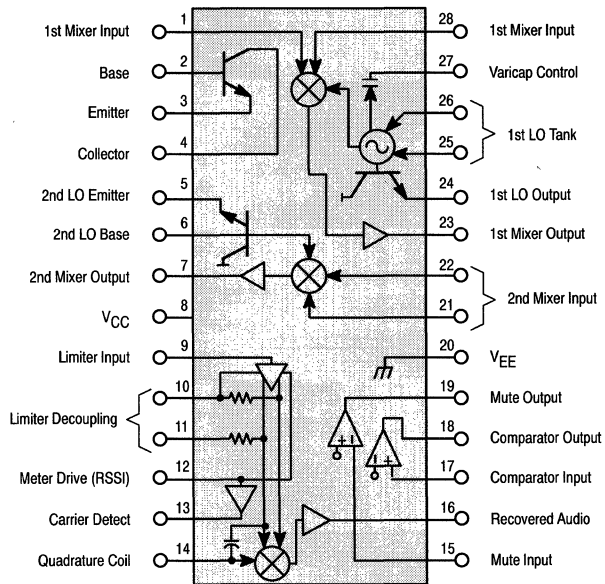 1 1st Mixer Input
2 Base
3 Emitter
4 Collector
5 2nd LO Emitter
6 2nd LO Base
7 2nd Mixer Output
8 VCC
9 Limiter Input
10
Limiter Decoupling
11
12 Meter Drive (RSSI)
13 Carrier Detect
14 Quadrature Coil
28 1st Mixer Input
27 Varicap Control
26
1st LO Tank
25
24 1st LO Output
23 1st Mixer Output
22
2nd Mixer Input
21
20 VEE
19 Mute Output
18 Comparator Output
17 Comparator Input
16 Recovered Audio
15 Mute Input